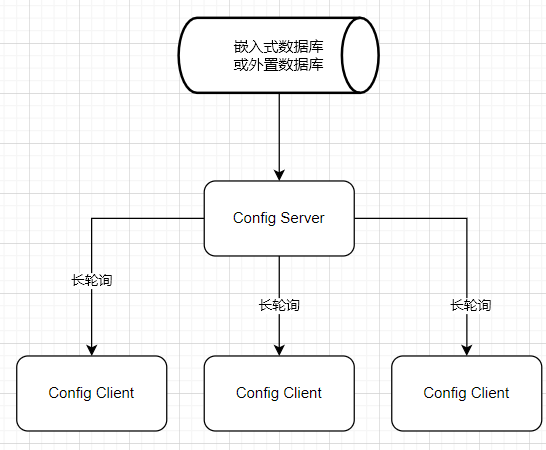 嵌入式数据库
或外置数据库
Config Server
长轮询
长轮询
长轮询
Config Client
Config Client
Config Client